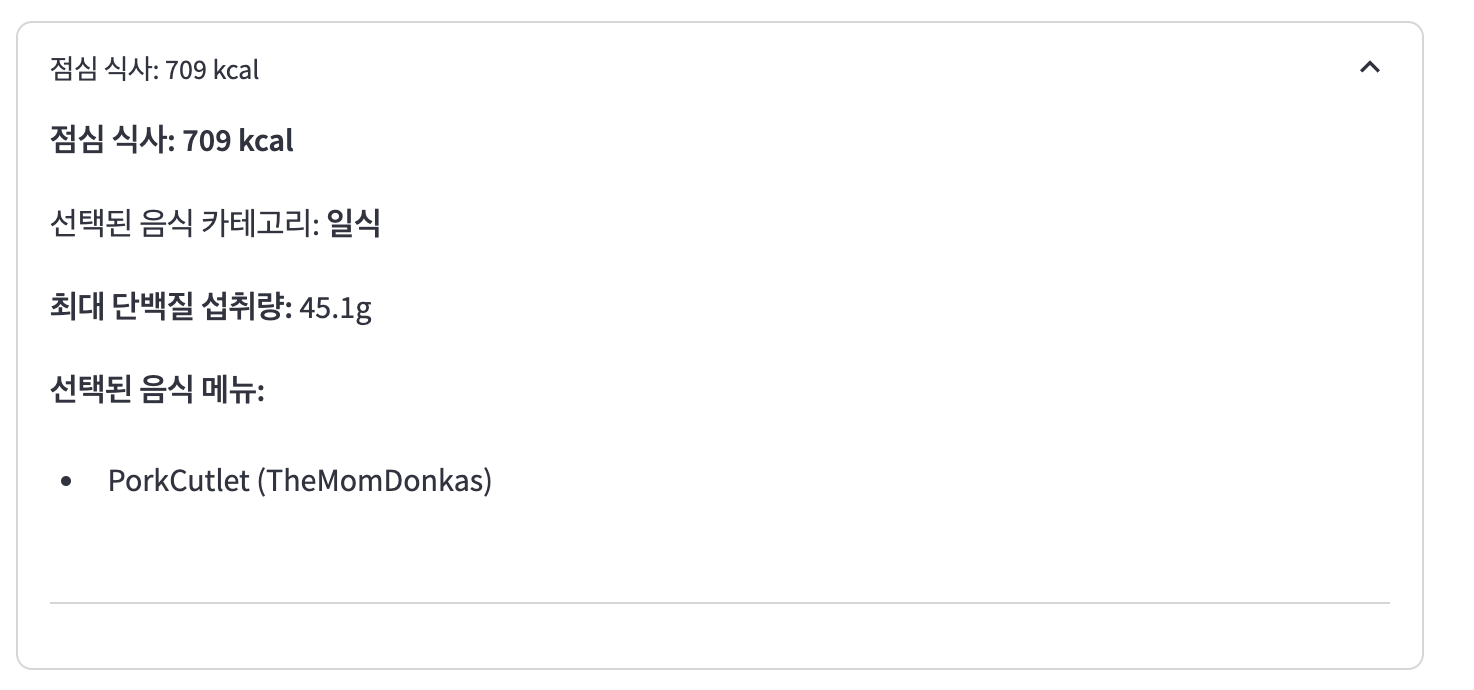 점심 식사: 709 kcal
점심 식사: 709 kcal
선택된 음식 카테고리: 일식
최대 단백질 섭취량: 45.1g
선택된 음식 메뉴:
• PorkCutlet (TheMomDonkas)